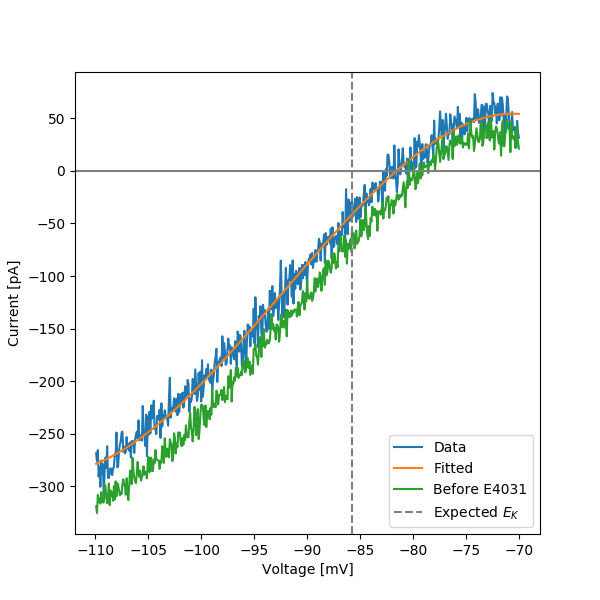 50
0
−50
−100
−150
−200
−250
−300
Current [pA]
−110
−105
−100
−95
−90
−85
−80
−75
−70
Voltage [mV]
Data
Fitted
Before E4031
Expected E_K